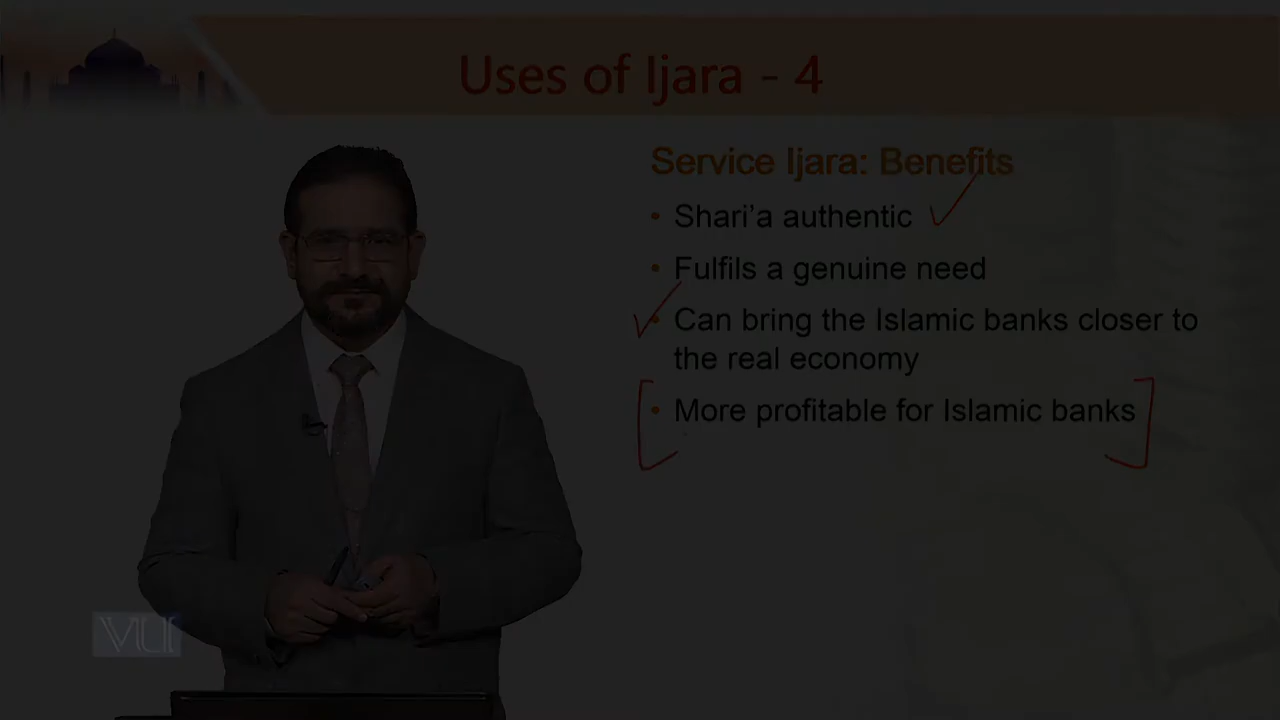 Uses of Ijara - 4
Service Ijara: Benefits
• Shari'a authentic
• Fulfils a genuine need
• Can bring the Islamic banks closer to
the real economy
• More profitable for Islamic banks
VU